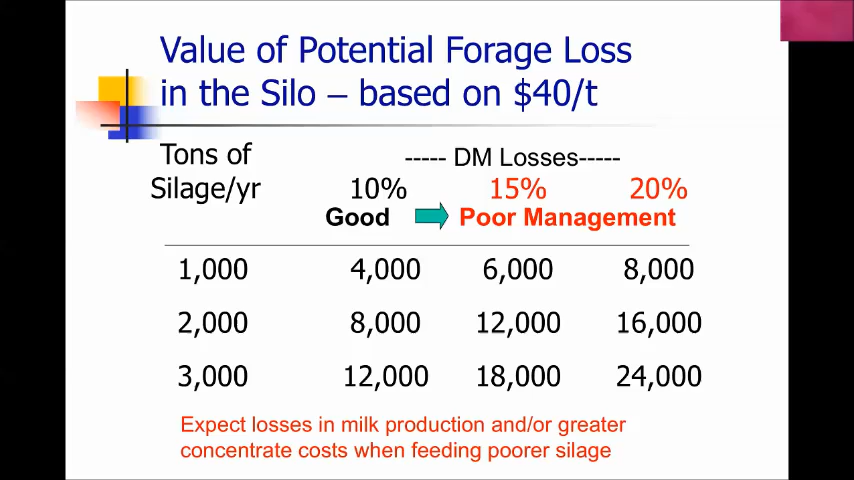 Value of Potential Forage Loss
in the Silo – based on $40/t
Tons of ----- DM Losses-----
Silage/yr 10% 15% 20%
Good Poor Management
1,000 4,000 6,000 8,000
2,000 8,000 12,000 16,000
3,000 12,000 18,000 24,000
Expect losses in milk production and/or greater
concentrate costs when feeding poorer silage